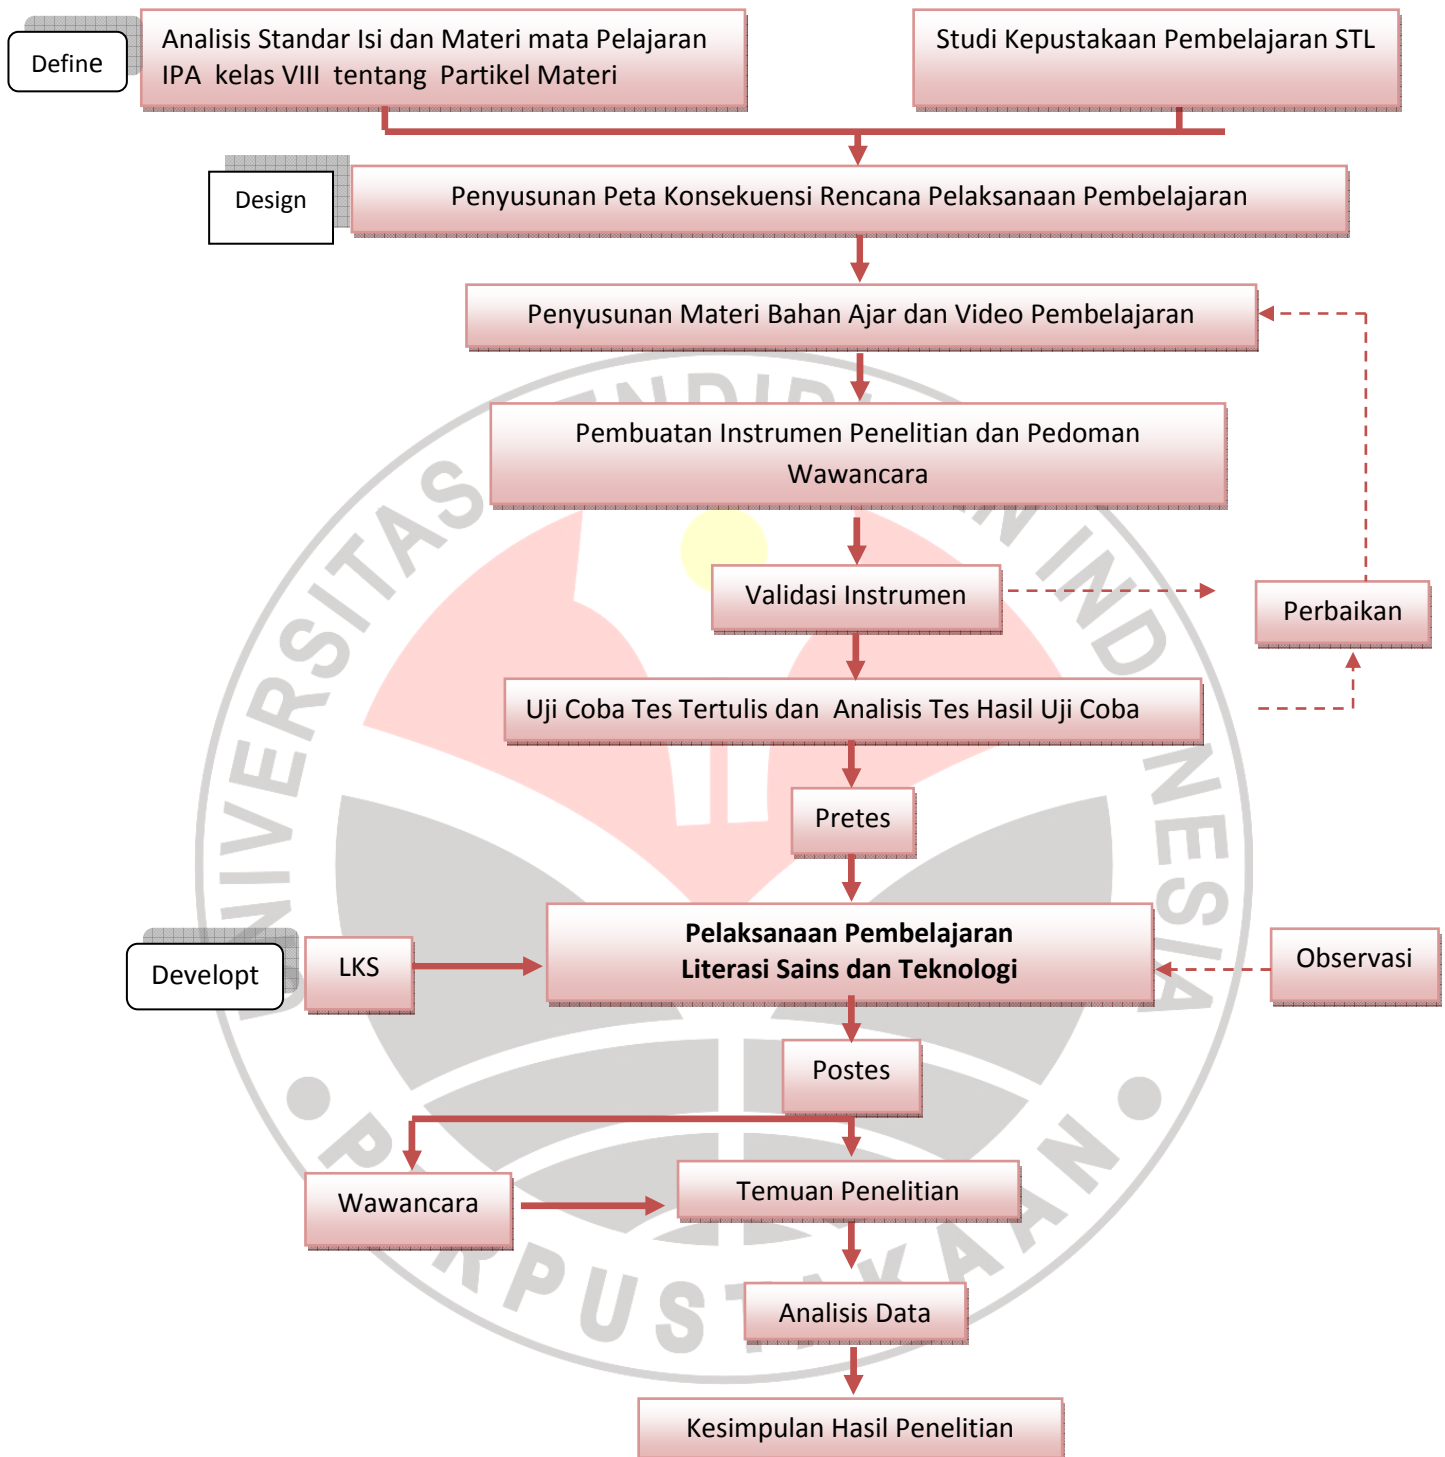 Define
Analisis Standar Isi dan Materi mata Pelajaran
IPA kelas VIII tentang Partikel Materi
Studi Kepustakaan Pembelajaran STL
Design
Penyusunan Peta Konsekuensi Rencana Pelaksanaan Pembelajaran
Penyusunan Materi Bahan Ajar dan Video Pembelajaran
Pembuatan Instrumen Penelitian dan Pedoman
Wawancara
Validasi Instrumen
Perbaikan
Uji Coba Tes Tertulis dan Analisis Tes Hasil Uji Coba
Pretes
Developt
LKS
Pelaksanaan Pembelajaran
Literasi Sains dan Teknologi
Observasi
Postes
Wawancara
Temuan Penelitian
Analisis Data
Kesimpulan Hasil Penelitian
UNIVERSITAS